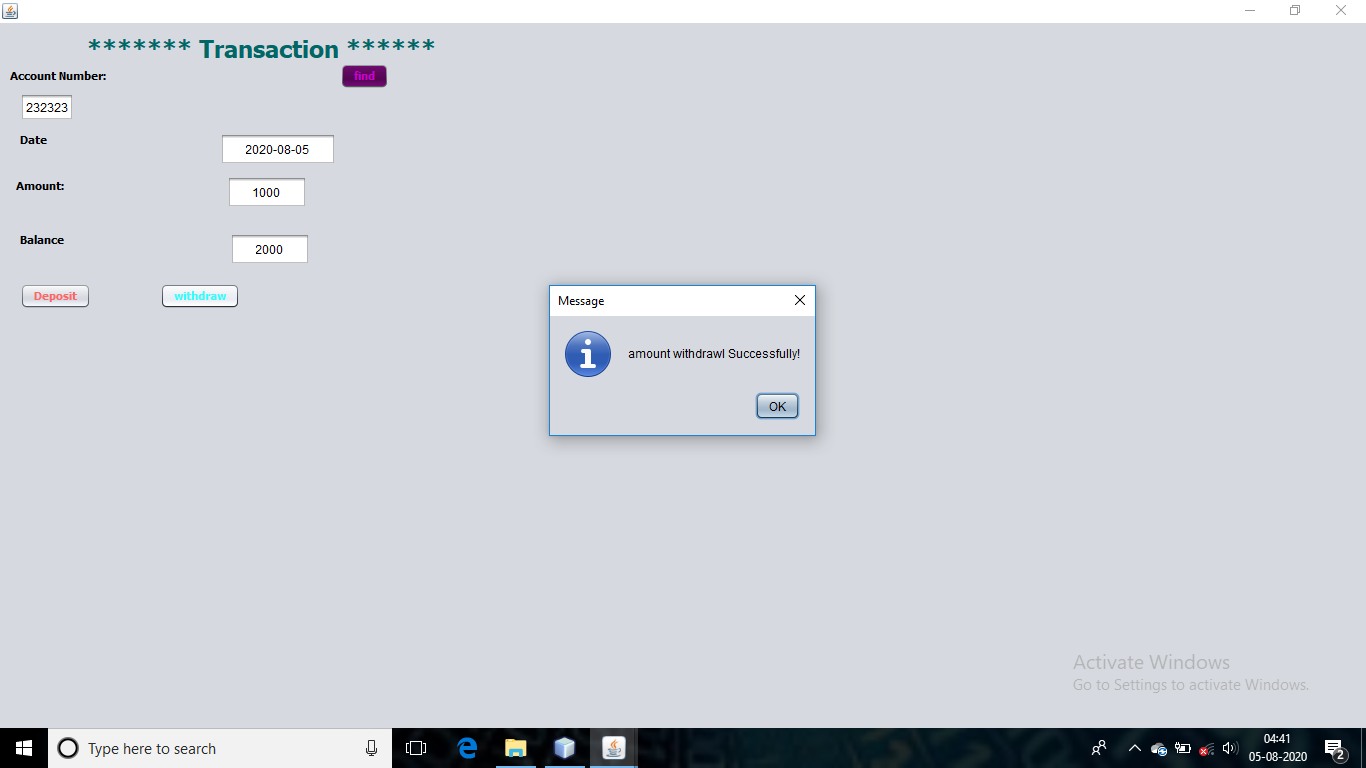 ******* Transaction ******
Account Number:
find
232323
Date
2020-08-05
Amount:
1000
Balance
2000
Deposit
withdraw
Message
amount withdrawl Successfully!
OK
Activate Windows
Go to Settings to activate Windows.
Type here to search
04:41
05-08-2020
2